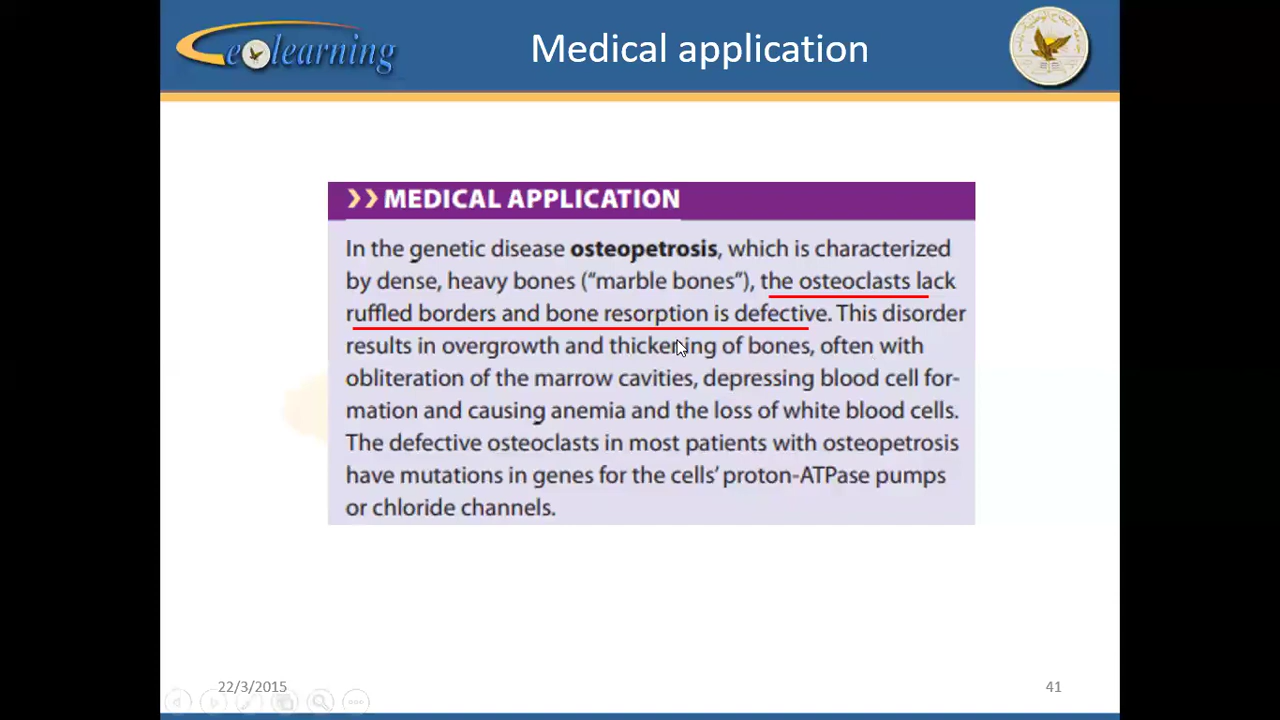 elearning
Medical application
MEDICAL APPLICATION
In the genetic disease osteopetrosis, which is characterized
by dense, heavy bones (“marble bones”), the osteoclasts lack
ruffled borders and bone resorption is defective. This disorder
results in overgrowth and thickening of bones, often with
obliteration of the marrow cavities, depressing blood cell for-
mation and causing anemia and the loss of white blood cells.
The defective osteoclasts in most patients with osteopetrosis
have mutations in genes for the cells’ proton-ATPase pumps
or chloride channels.
22/3/2015
41